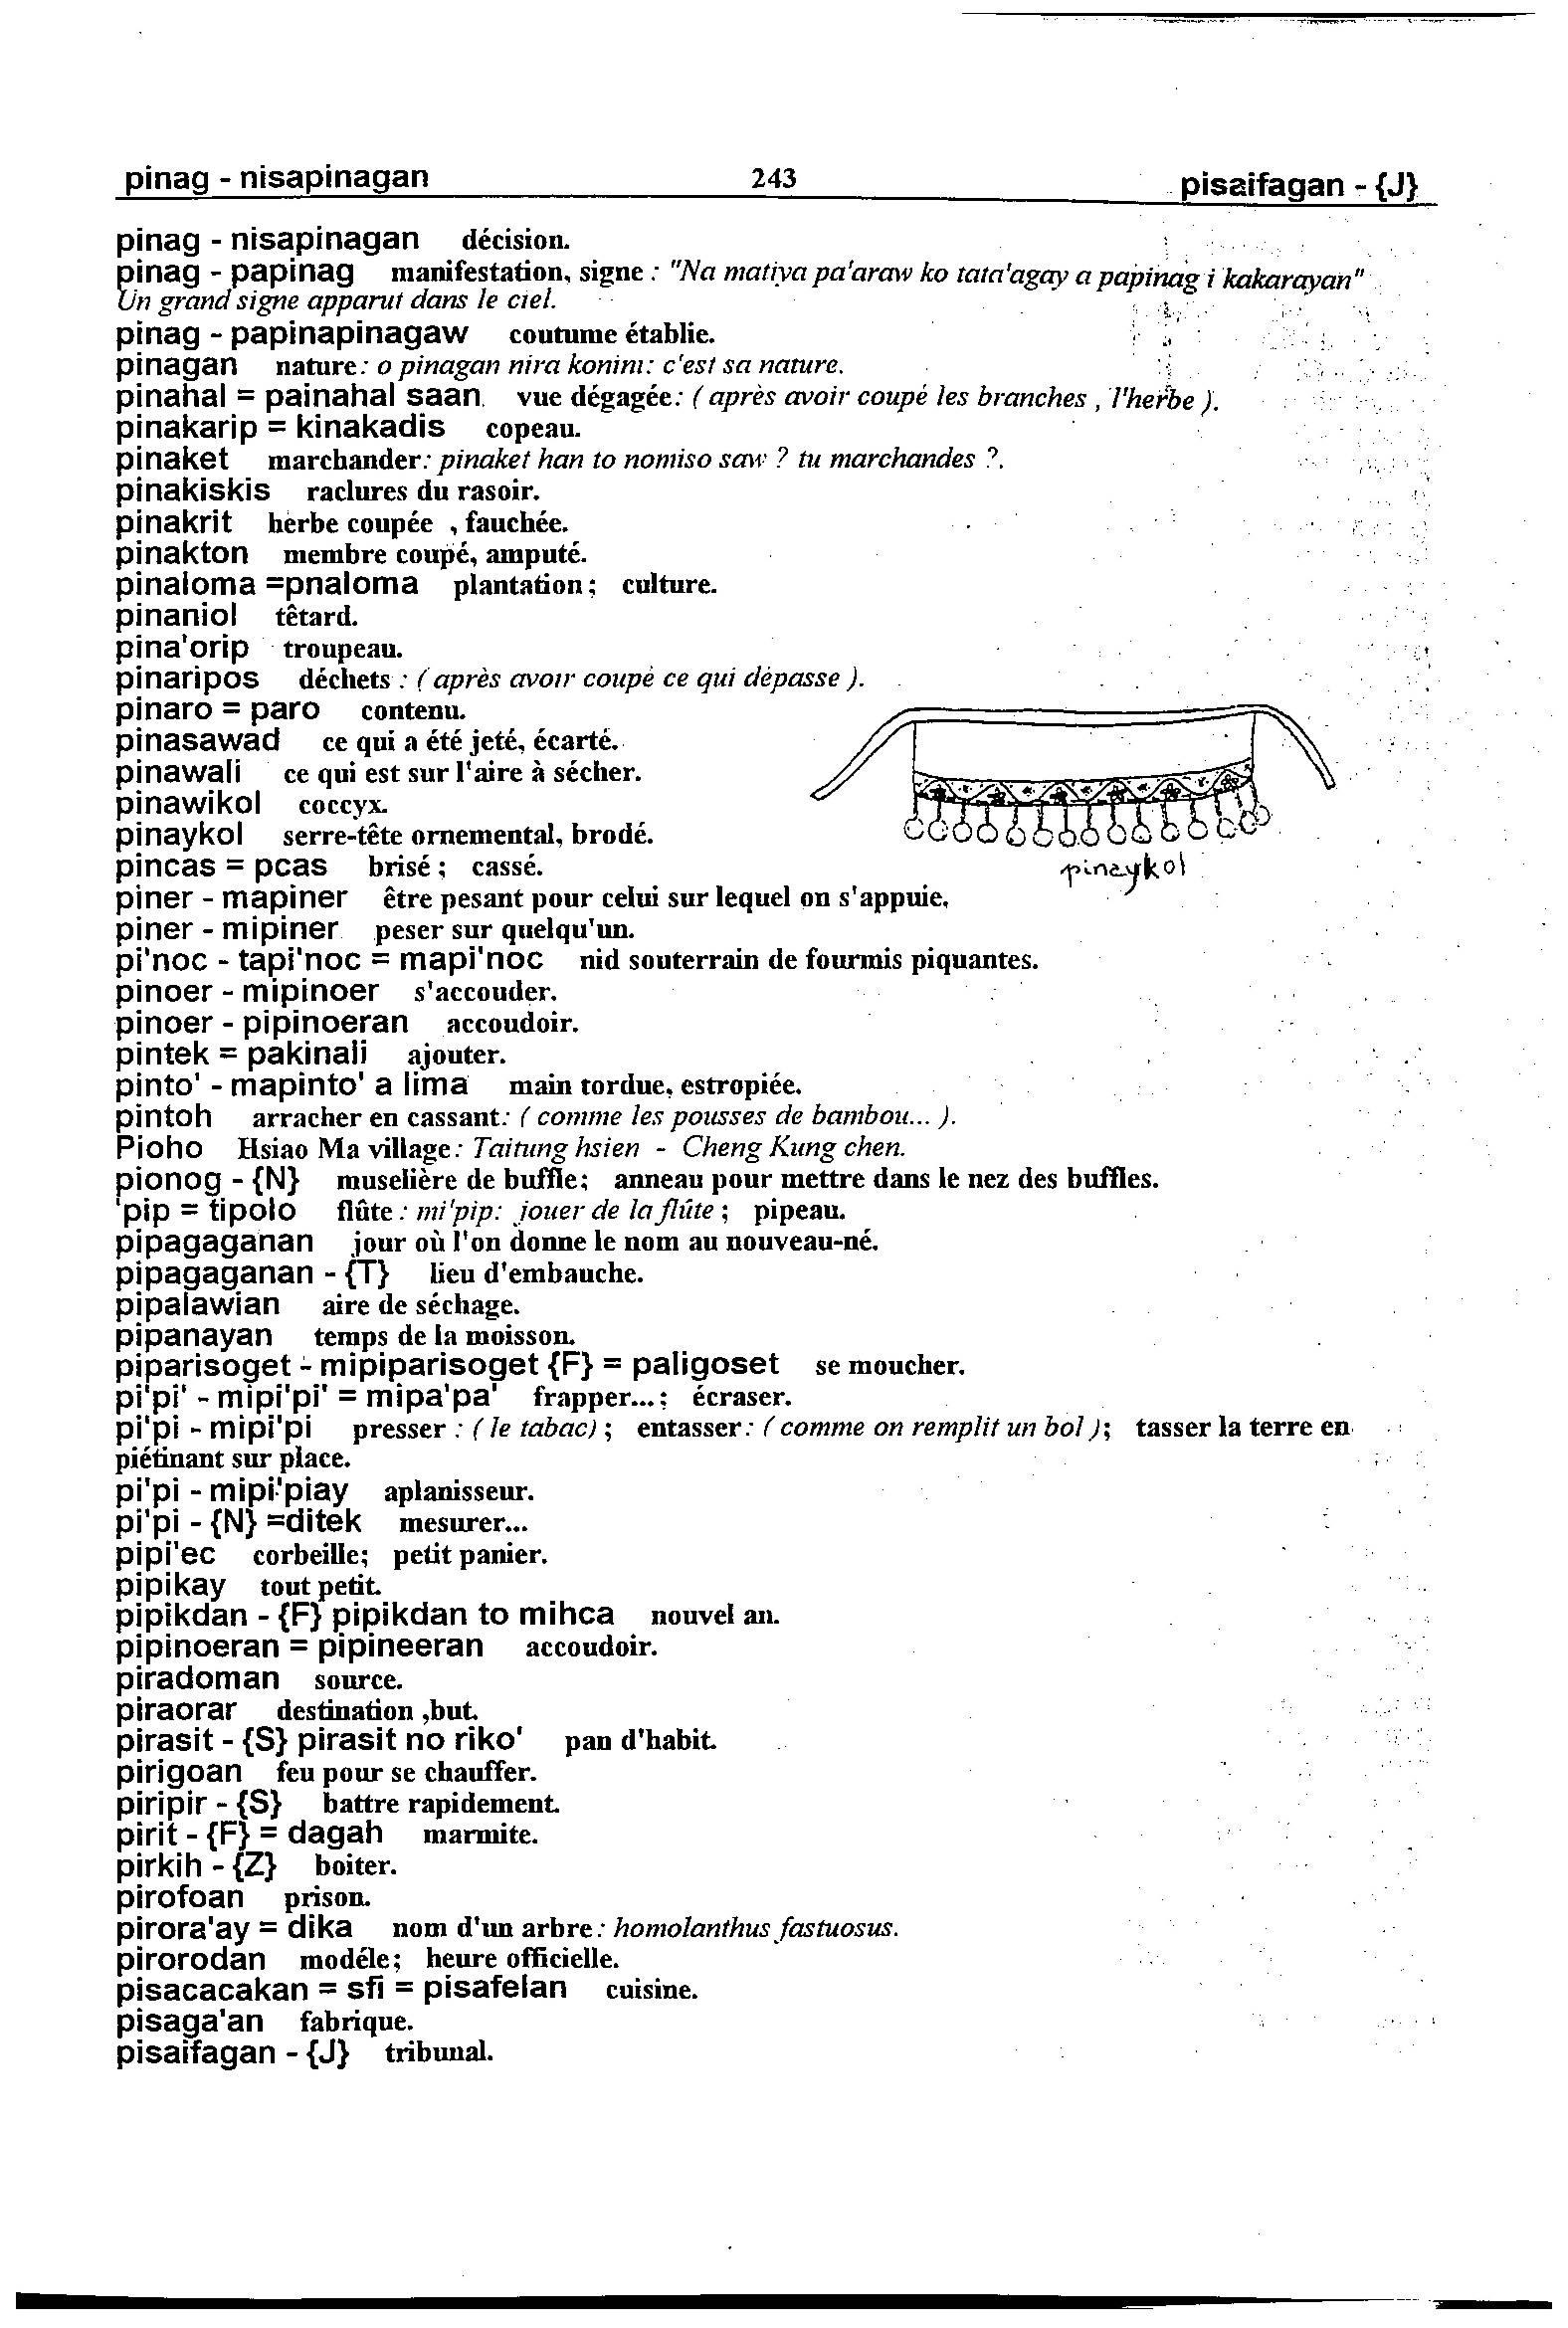 pinag - nisapinagan 243 pisaifagan - {J}
pinag - nisapinagan décision.
pinag - papinag manifestation, signe : "Na matiya pa'araw ko tata'agay a papinag i kakarayan"
Un grand signe apparut dans le ciel.
pinag - papinapinagaw coutume établie.
pinagan nature: o pinagan nira konini: c'est sa nature.
pinahal = painahal saan. vue dégagée: ( après avoir coupé les branches , l'herbe ).
pinakarip = kinakadis copeau.
pinaket marchander: pinaket han to nomiso saw ? tu marchandes ?.
pinakiskis raclures du rasoir.
pinakrit herbe coupée , fauchée.
pinakton membre coupé, amputé.
pinaloma =pnaloma plantation ; culture.
pinaniol têtard.
pina'orip troupeau.
pinaripos déchets : ( après avoir coupé ce qui dépasse ).
pinaro = paro contenu.
pinasawad ce qui a été jeté, écarté.
pinawali ce qui est sur l'aire à sécher.
pinawikol coccyx.
pinaykol serre-tête ornemental, brodé.
pincas = pcas brisé ; cassé.
pinaykol
piner - mapiner être pesant pour celui sur lequel on s'appuie.
piner - mipiner peser sur quelqu'un.
pi'noc - tapi'noc = mapi'noc nid souterrain de fourmis piquantes.
pinoer - mipinoer s'accouder.
pinoer - pipinoeran accoudoir.
pintek = pakinali ajouter.
pinto' - mapinto' a lima main tordue, estropiée.
pintoh arracher en cassant: ( comme les pousses de bambou... ).
Pioho Hsiao Ma village: Taitung hsien - Cheng Kung chen.
pionog - {N} muselière de buffle; anneau pour mettre dans le nez des buffles.
'pip = tipolo flûte : mi'pip: jouer de la flûte ; pipeau.
pipagaganan jour où l'on donne le nom au nouveau-né.
pipagaganan - {T} lieu d'embauche.
pipalawian aire de séchage.
pipanayan temps de la moisson.
piparisoget - mipiparisoget {F} = paligoset se moucher.
pi'pi' - mipi'pi' = mipa'pa' frapper...; écraser.
pi'pi - mipi'pi presser : ( le tabac) ; entasser: ( comme on remplit un bol ); tasser la terre en
piétinant sur place.
pi'pi - mipi'piay aplanisseur.
pi'pi - {N} =ditek mesurer...
pipi'ec corbeille; petit panier.
pipikay tout petit.
pipikdan - {F} pipikdan to mihca nouvel an.
pipinoeran = pipineeran accoudoir.
piradoman source.
piraorar destination ,but.
pirasit - {S} pirasit no riko' pan d'habit.
pirigoan feu pour se chauffer.
piripir - {S} battre rapidement.
pirit - {F} = dagah marmite.
pirkih - {Z} boiter.
pirofoan prison.
pirora'ay = dika nom d'un arbre: homolanthus fastuosus.
pirorodan modéle; heure officielle.
pisacacakan = sfi = pisafelan cuisine.
pisaga'an fabrique.
pisaifagan - {J} tribunal.